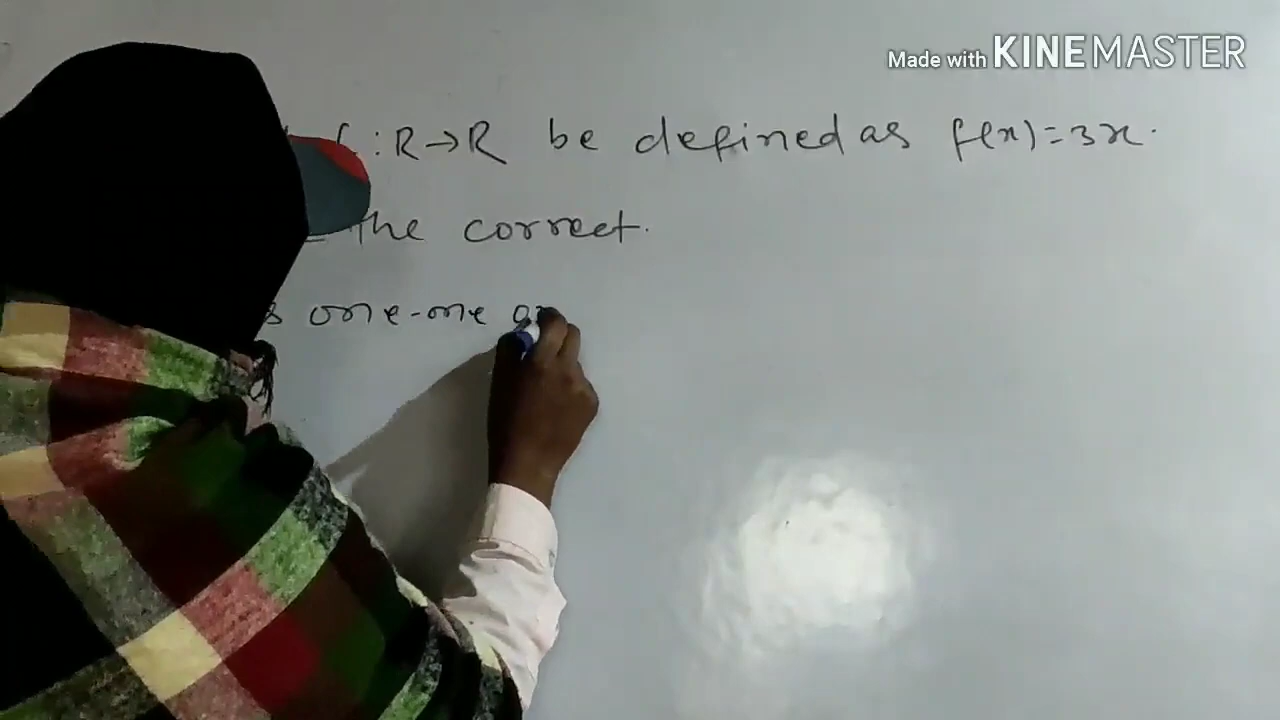 Made with KINEMASTER
f : R→R be defined as f(x)=3x.
the correct.
one-one